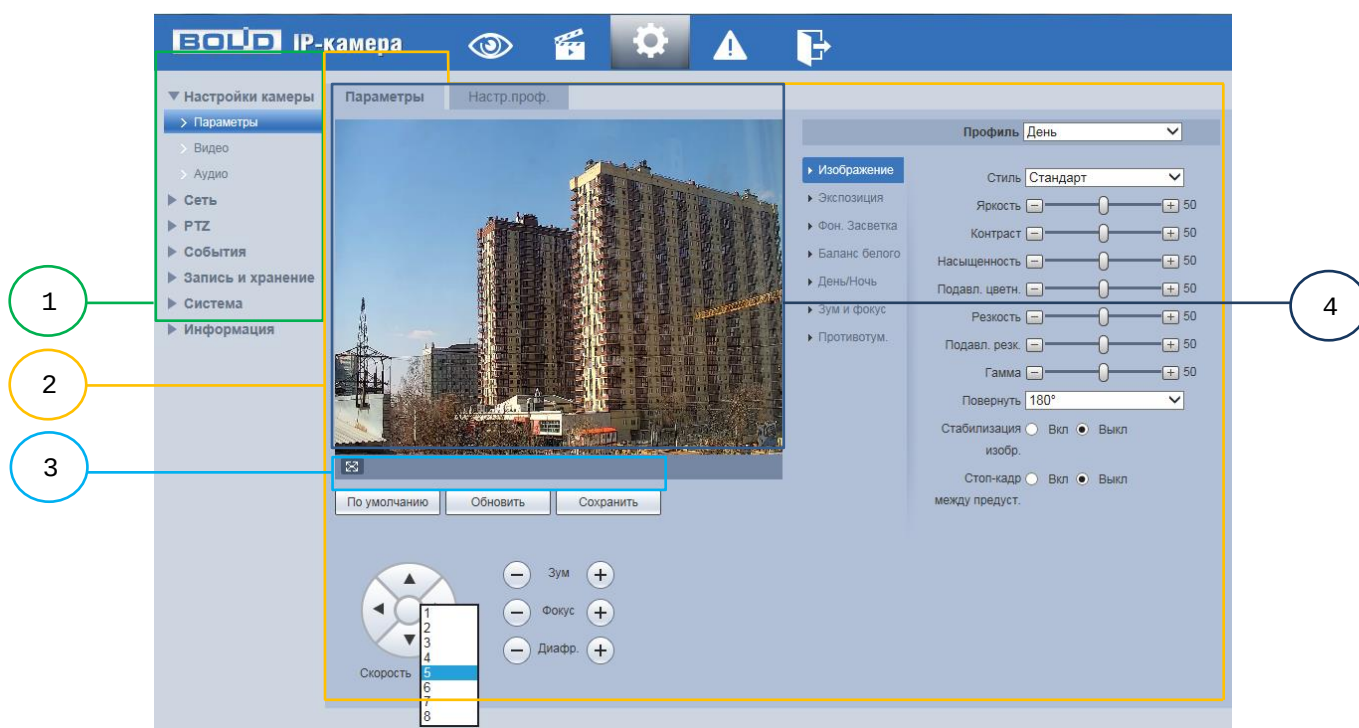 BOLID IP-камера
Настройки камеры
Параметры
Видео
Аудио
Сеть
PTZ
События
Запись и хранение
Система
Информация
1
2
3
4
Параметры
Настр.проф.
По умолчанию
Обновить
Сохранить
Скорость
1
2
3
4
5
6
7
8
Зум
Фокус
Диафр.
Профиль День
Изображение
Экспозиция
Фон. Засветка
Баланс белого
День/Ночь
Зум и фокус
Противотум.
Стиль Стандарт
Яркость 50
Контраст 50
Насыщенность 50
Подавл. цветн. 50
Резкость 50
Подавл. резк. 50
Гамма 50
Повернуть 180°
Стабилизация Вкл Выкл
изобр.
Стоп-кадр Вкл Выкл
между предуст.